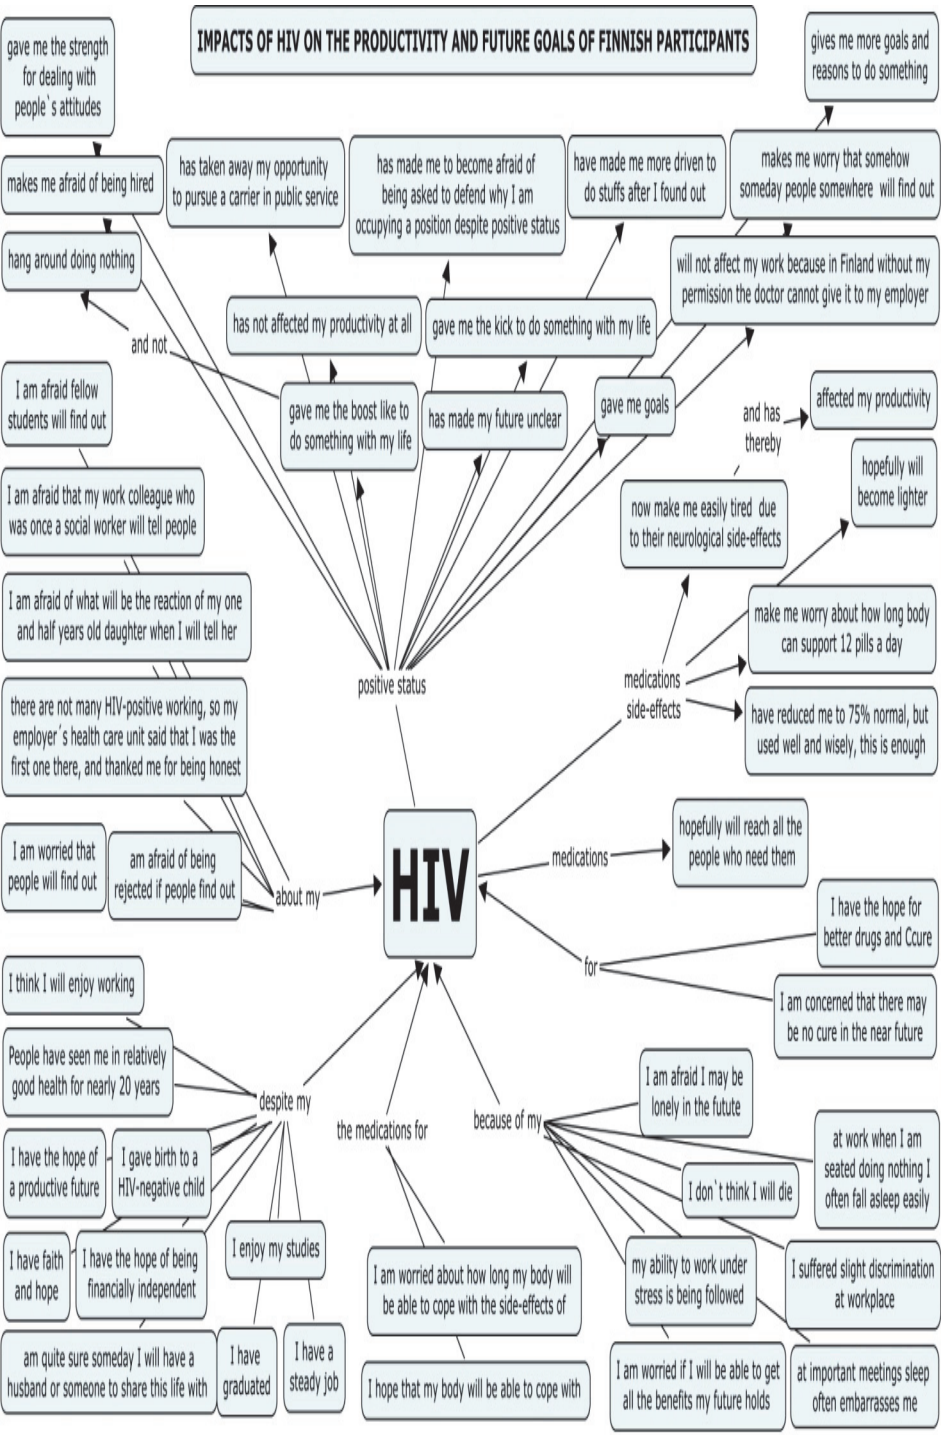 IMPACTS OF HIV ON THE PRODUCTIVITY AND FUTURE GOALS OF FINNISH PARTICIPANTS
gave me the strength
for dealing with
people`s attitudes
gives me more goals and
reasons to do something
makes me afraid of being hired
has taken away my opportunity
to pursue a carrier in public service
has made me to become afraid of
being asked to defend why I am
occupying a position despite positive status
have made me more driven to
do stuffs after I found out
makes me worry that somehow
someday people somewhere will find out
hang around doing nothing
will not affect my work because in Finland without my
permission the doctor cannot give it to my employer
has not affected my productivity at all
gave me the kick to do something with my life
and not
I am afraid fellow
students will find out
gave me the boost like to
do something with my life
has made my future unclear
gave me goals
and has
thereby
affected my productivity
hopefully will
become lighter
I am afraid that my work colleague who
was once a social worker will tell people
now make me easily tired due
to their neurological side-effects
I am afraid of what will be the reaction of my one
and half years old daughter when I will tell her
make me worry about how long body
can support 12 pills a day
positive status
medications
side-effects
there are not many HIV-positive working, so my
employer´s health care unit said that I was the
first one there, and thanked me for being honest
have reduced me to 75% normal, but
used well and wisely, this is enough
I am worried that
people will find out
am afraid of being
rejected if people find out
about my
HIV
medications
hopefully will reach all the
people who need them
I have the hope for
better drugs and Ccure
for
I am concerned that there may
be no cure in the near future
I think I will enjoy working
People have seen me in relatively
good health for nearly 20 years
despite my
the medications for
because of my
I am afraid I may be
lonely in the futute
I have the hope of
a productive future
I gave birth to a
HIV-negative child
at work when I am
seated doing nothing I
often fall asleep easily
I don`t think I will die
I have faith
and hope
I have the hope of being
financially independent
I enjoy my studies
I am worried about how long my body will
be able to cope with the side-effects of
my ability to work under
stress is being followed
I suffered slight discrimination
at workplace
am quite sure someday I will have a
husband or someone to share this life with
I have
graduated
I have a
steady job
I hope that my body will be able to cope with
I am worried if I will be able to get
all the benefits my future holds
at important meetings sleep
often embarrasses me